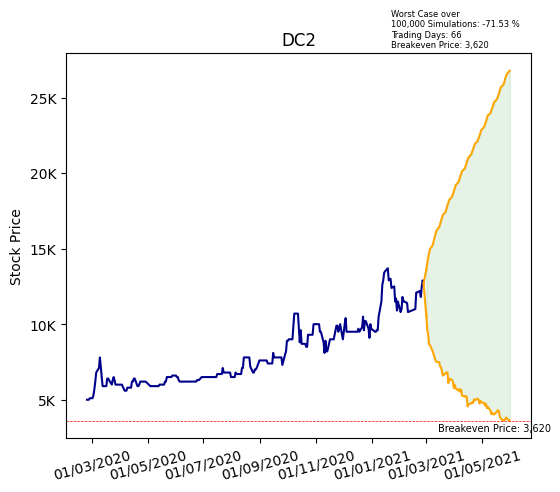 Worst Case over
100,000 Simulations: -71.53 %
Trading Days: 66
Breakeven Price: 3,620
DC2
Stock Price
25K
20K
15K
10K
5K
Breakeven Price: 3,620
01/03/2020
01/05/2020
01/07/2020
01/09/2020
01/11/2020
01/01/2021
01/03/2021
01/05/2021